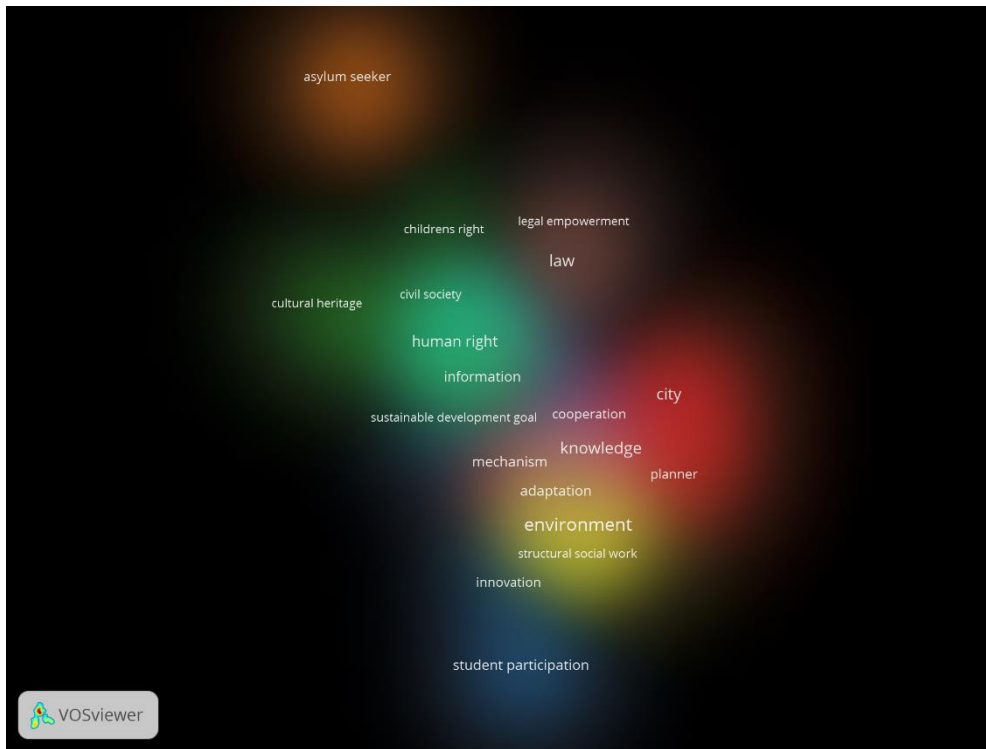 asylum seeker
legal empowerment
childrens right
law
civil society
cultural heritage
human right
information
city
cooperation
sustainable development goal
knowledge
mechanism
planner
adaptation
environment
structural social work
innovation
student participation
VOSviewer